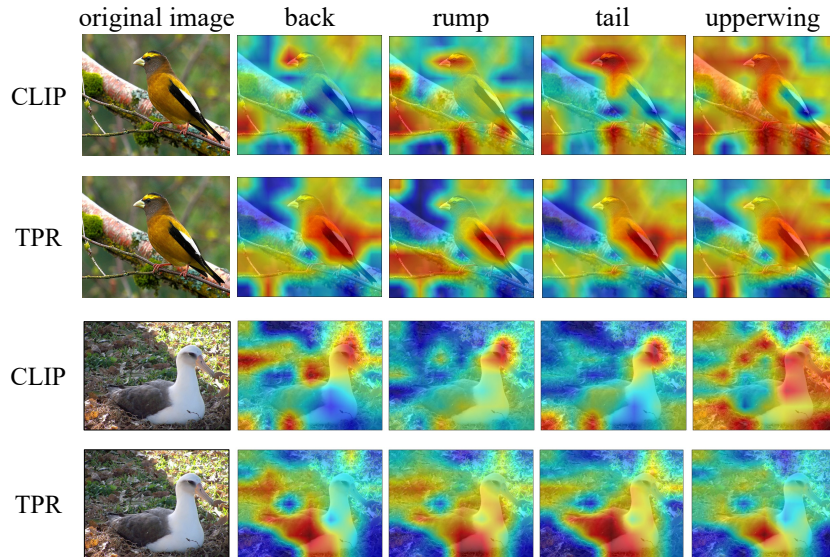 original image back rump tail upperwing
CLIP
TPR
CLIP
TPR